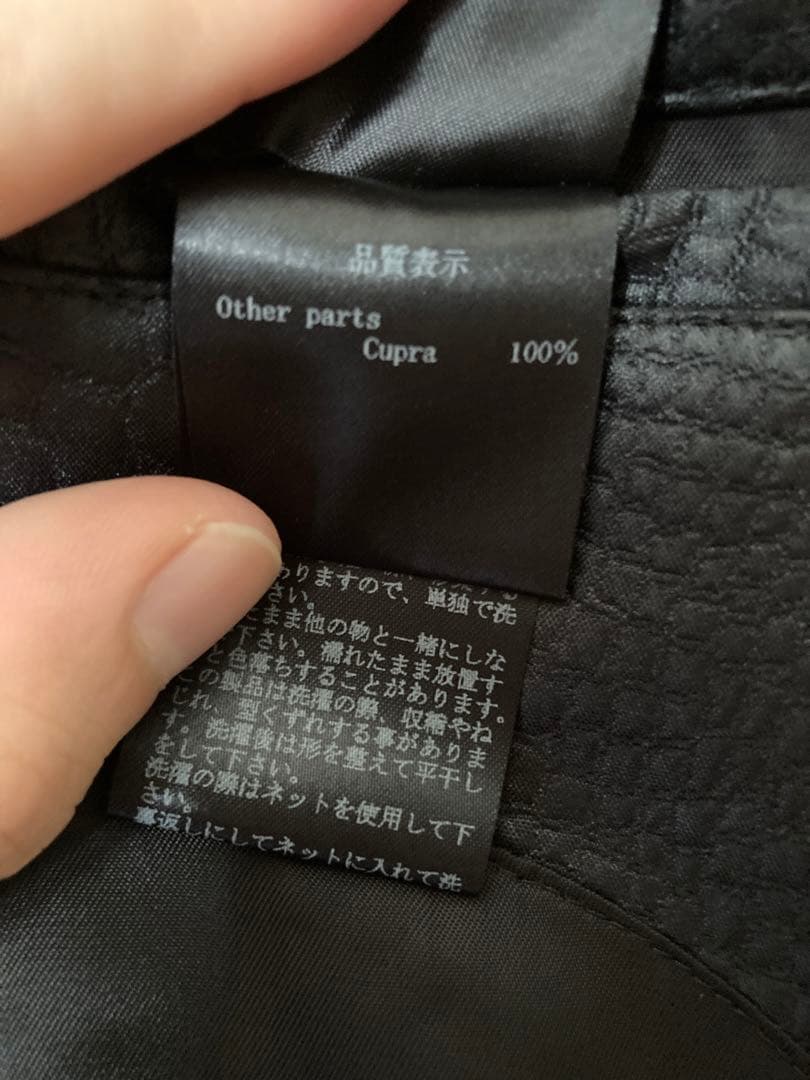 品質表示
Other parts
Cupra 100%
ありますので、単独で洗
さい。
まま他の物と一緒にしな
下さい。濡れたまま放置す
と色落ちすることがあります。
この製品は洗濯の際、収縮やね
じれ、型くずれする事がありま
す。洗濯後は形を整えて平干し
をして下さい。
洗濯の際はネットを使用して下
さい。
裏返しにしてネットに入れて洗